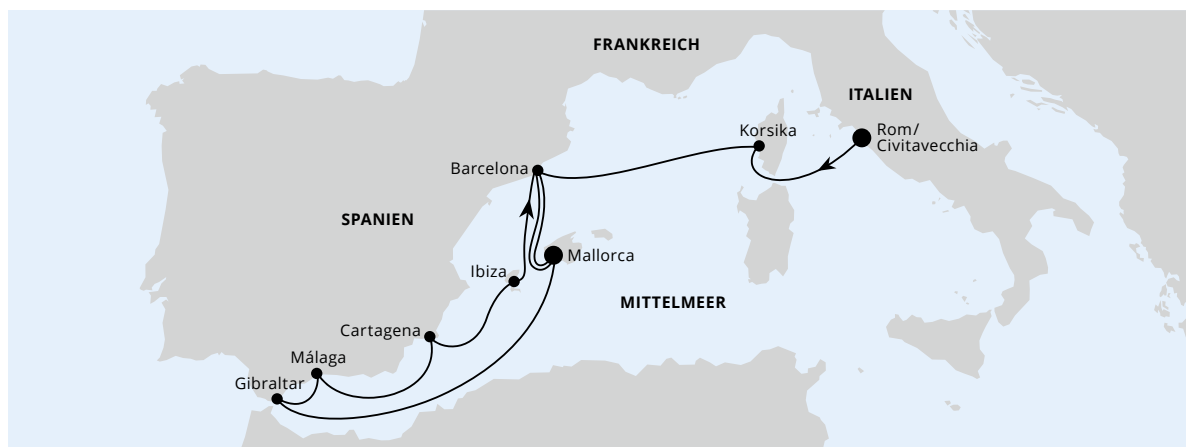 FRANKREICH
ITALIEN
Korsika
Rom/
Civitavecchia
Barcelona
SPANIEN
Mallorca
Ibiza
MITTELMEER
Cartagena
Málaga
Gibraltar